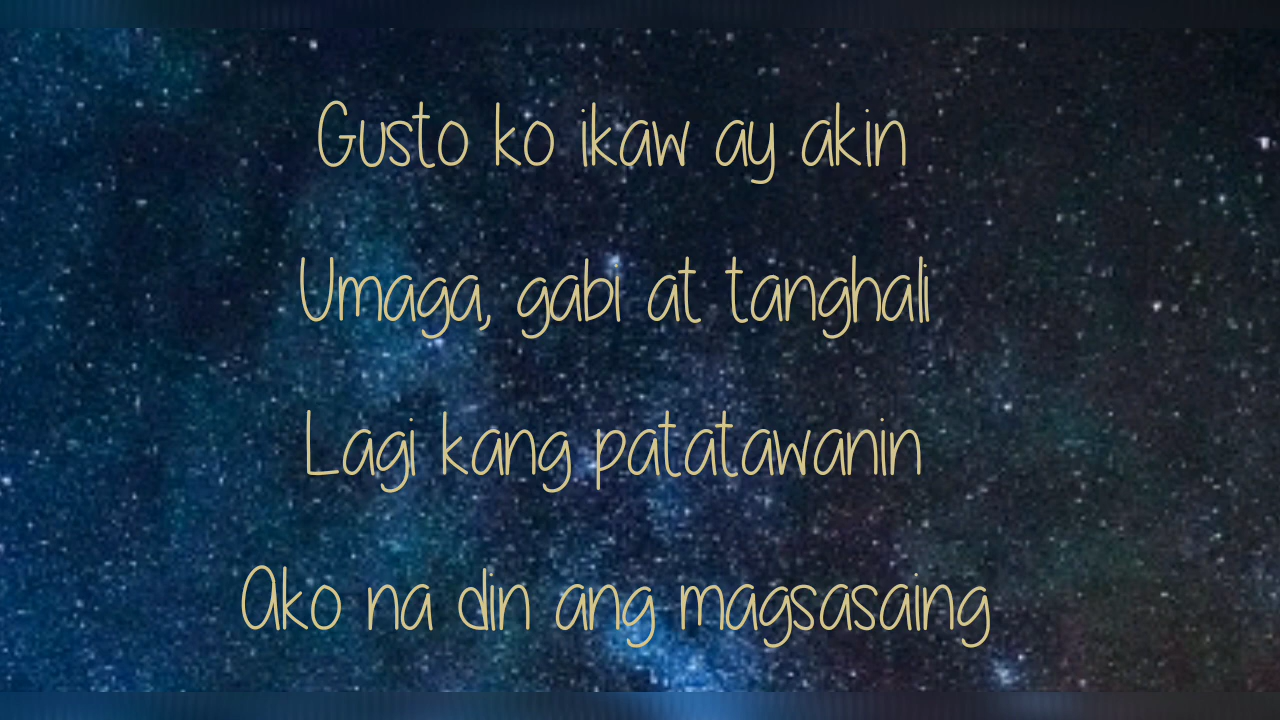 Gusto ko ikaw ay akin
Umaga, gabi at tanghali
Lagi kang patatawanin
Ako na din ang magsasaing